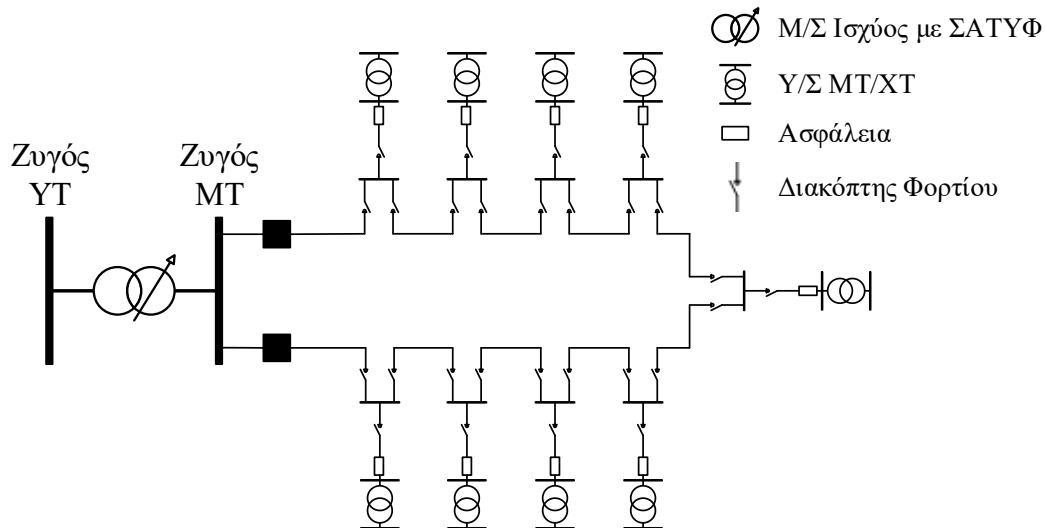 Μ/Σ Ισχύος με ΣΑΤΥΦ
Υ/Σ ΜΤ/ΧΤ
Ασφάλεια
Διακόπτης Φορτίου
Ζυγός
ΥΤ
Ζυγός
ΜΤ